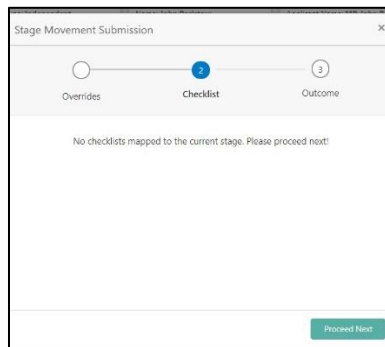 Stage Movement Submission
×
2
3
Overrides
Checklist
Outcome
No checklists mapped to the current stage. Please proceed next!
Proceed Next